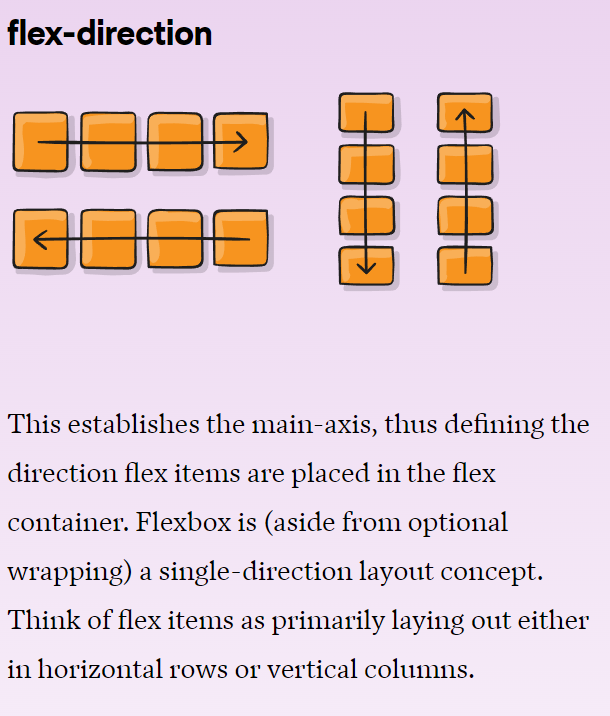 flex-direction
This establishes the main-axis, thus defining the
direction flex items are placed in the flex
container. Flexbox is (aside from optional
wrapping) a single-direction layout concept.
Think of flex items as primarily laying out either
in horizontal rows or vertical columns.